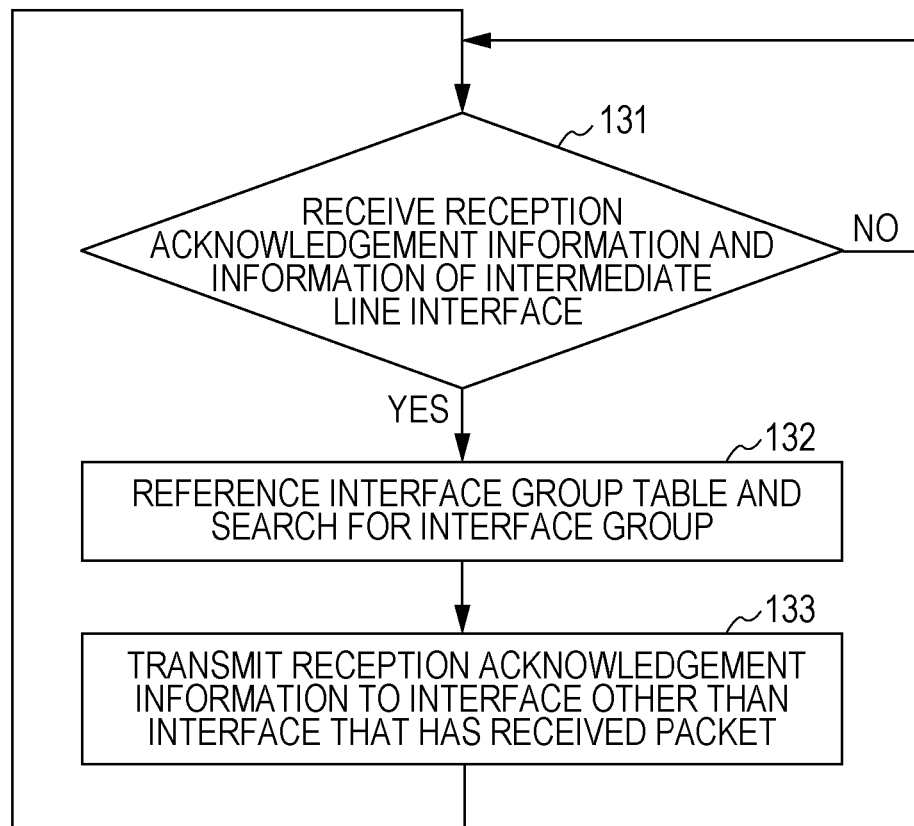 131
RECEIVE RECEPTION
ACKNOWLEDGEMENT INFORMATION AND
INFORMATION OF INTERMEDIATE
LINE INTERFACE
NO
YES
132
REFERENCE INTERFACE GROUP TABLE AND
SEARCH FOR INTERFACE GROUP
133
TRANSMIT RECEPTION ACKNOWLEDGEMENT
INFORMATION TO INTERFACE OTHER THAN
INTERFACE THAT HAS RECEIVED PACKET